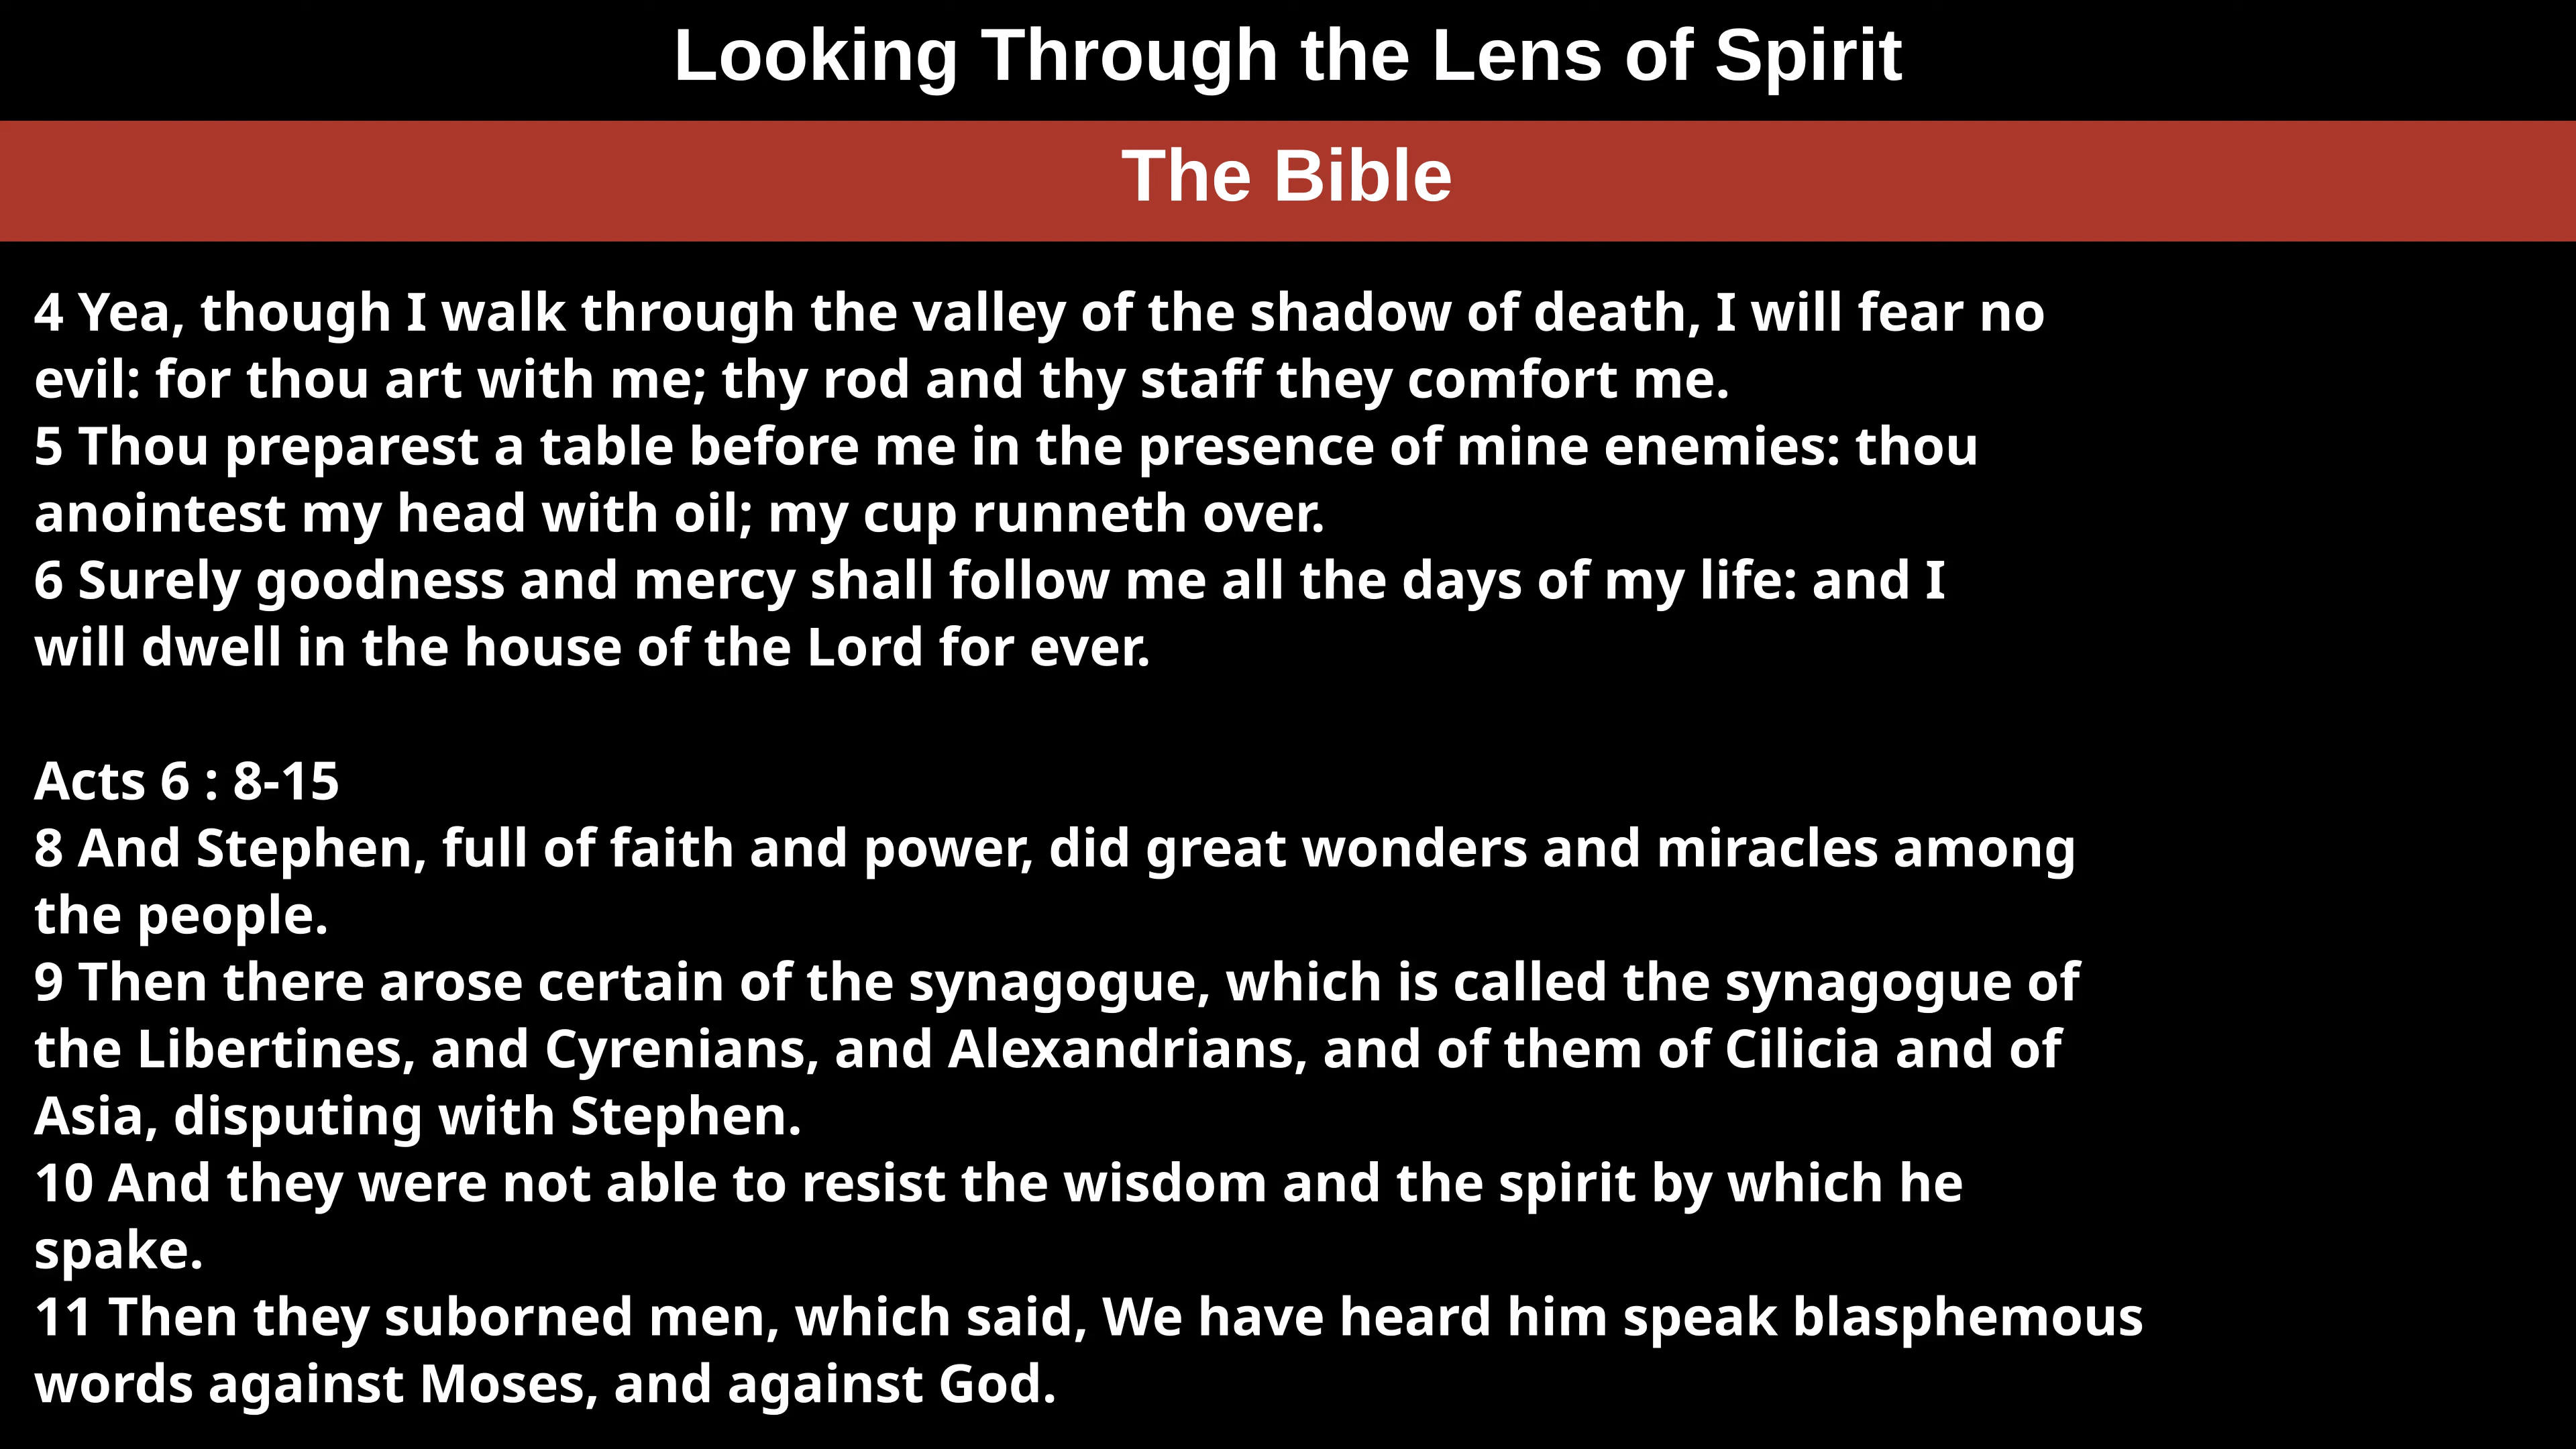 Looking Through the Lens of Spirit
The Bible
4 Yea, though I walk through the valley of the shadow of death, I will fear no
evil: for thou art with me; thy rod and thy staff they comfort me.
5 Thou preparest a table before me in the presence of mine enemies: thou
anointest my head with oil; my cup runneth over.
6 Surely goodness and mercy shall follow me all the days of my life: and I
will dwell in the house of the Lord for ever.
Acts 6 : 8-15
8 And Stephen, full of faith and power, did great wonders and miracles among
the people.
9 Then there arose certain of the synagogue, which is called the synagogue of
the Libertines, and Cyrenians, and Alexandrians, and of them of Cilicia and of
Asia, disputing with Stephen.
10 And they were not able to resist the wisdom and the spirit by which he
spake.
11 Then they suborned men, which said, We have heard him speak blasphemous
words against Moses, and against God.